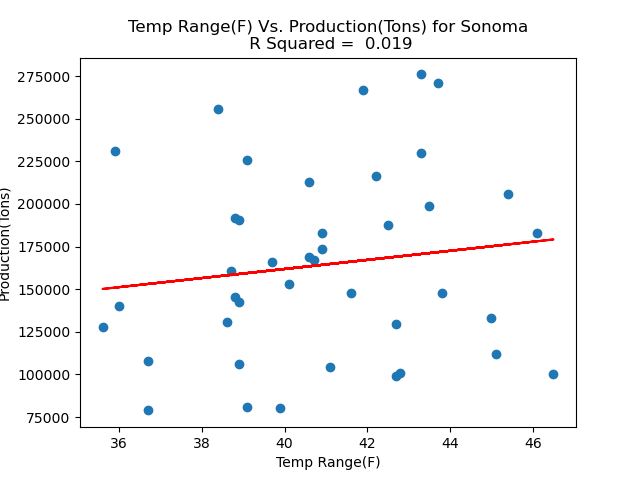 Temp Range(F) Vs. Production(Tons) for Sonoma
R Squared =  0.019
275000
250000
225000
200000
175000
150000
125000
100000
75000
Production(Tons)
36 38 40 42 44 46
Temp Range(F)